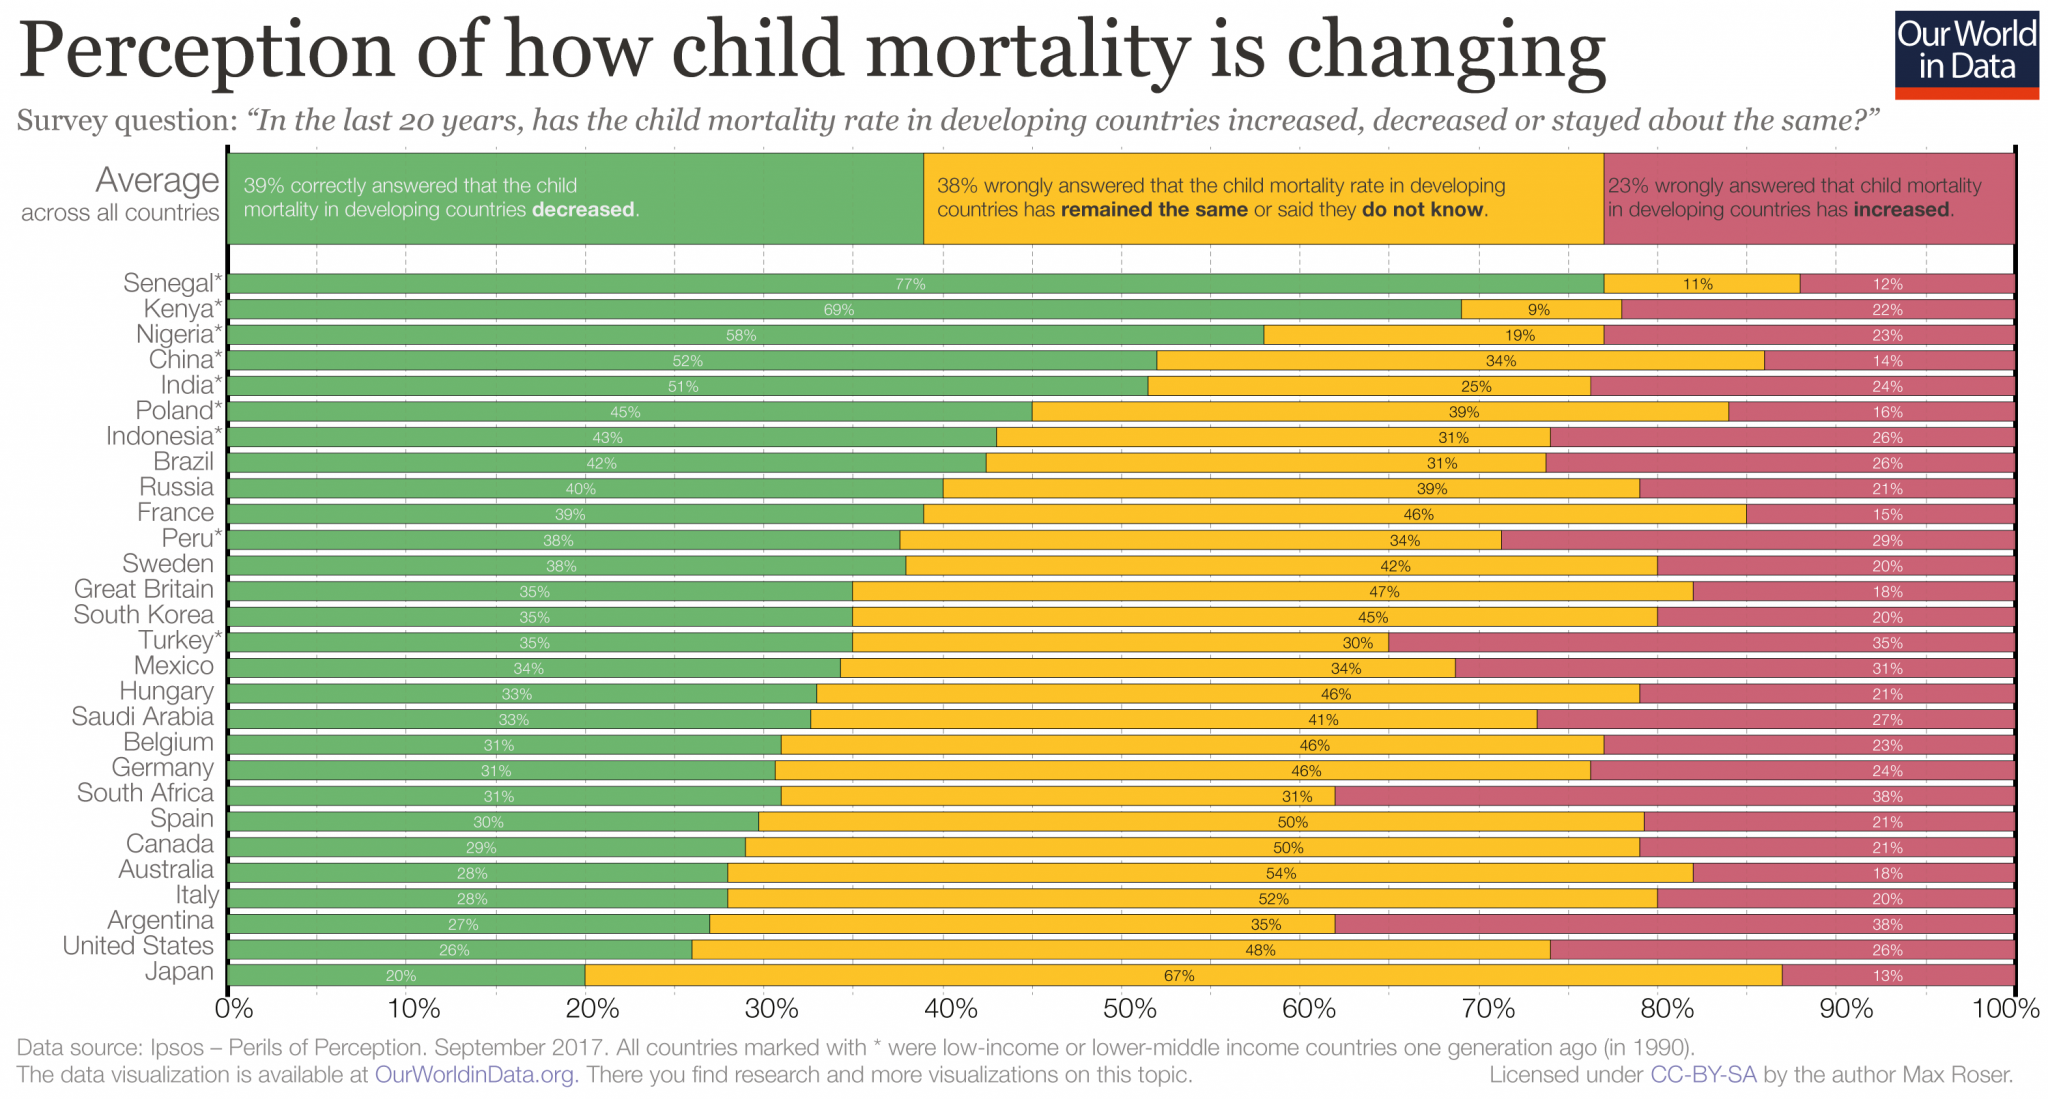 Perception of how child mortality is changing
Our World
in Data
Survey question: “In the last 20 years, has the child mortality rate in developing countries increased, decreased or stayed about the same?”
Average
across all countries
39% correctly answered that the child
mortality in developing countries decreased.
38% wrongly answered that the child mortality rate in developing
countries has remained the same or said they do not know.
23% wrongly answered that child mortality
in developing countries has increased.
Senegal* 77% 11% 12%
Kenya* 69% 9% 22%
Nigeria* 58% 19% 23%
China* 52% 34% 14%
India* 51% 25% 24%
Poland* 45% 39% 16%
Indonesia* 43% 31% 26%
Brazil 42% 31% 26%
Russia 40% 39% 21%
France 39% 46% 15%
Peru* 38% 34% 29%
Sweden 38% 42% 20%
Great Britain 35% 47% 18%
South Korea 35% 45% 20%
Turkey* 35% 30% 35%
Mexico 34% 34% 31%
Hungary 33% 46% 21%
Saudi Arabia 33% 41% 27%
Belgium 31% 46% 23%
Germany 31% 46% 24%
South Africa 31% 31% 38%
Spain 30% 50% 21%
Canada 29% 50% 21%
Australia 28% 54% 18%
Italy 28% 52% 20%
Argentina 27% 35% 38%
United States 26% 48% 26%
Japan 20% 67% 13%
0% 10% 20% 30% 40% 50% 60% 70% 80% 90% 100%
Data source: Ipsos – Perils of Perception. September 2017. All countries marked with * were low-income or lower-middle income countries one generation ago (in 1990).
The data visualization is available at OurWorldinData.org. There you find research and more visualizations on this topic.
Licensed under CC-BY-SA by the author Max Roser.